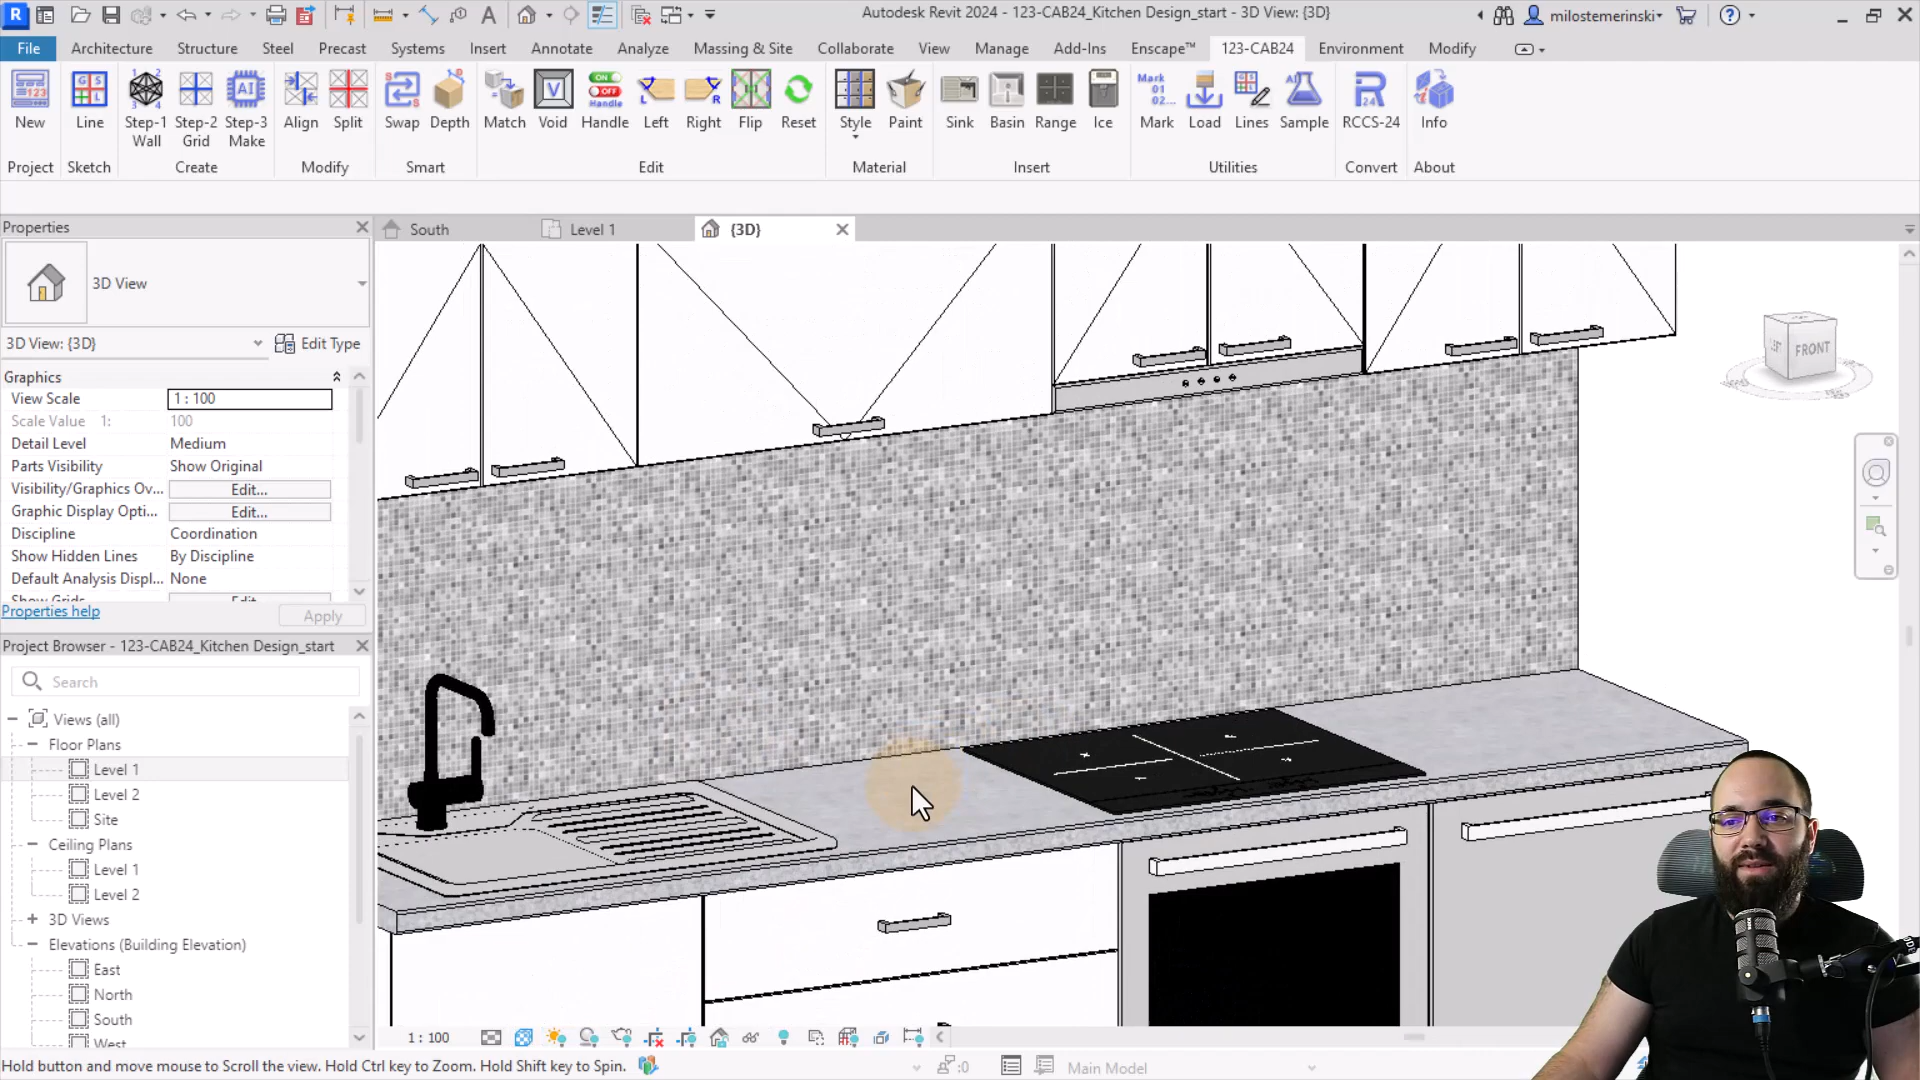 Autodesk Revit 2024 - 123-CAB24_Kitchen Design_start - 3D View: {3D}
milostemerinski
File Architecture Structure Steel Precast Systems Insert Annotate Analyze Massing & Site Collaborate View Manage Add-Ins Enscape™ 123-CAB24 Environment Modify
New Line Step-1 Wall Step-2 Grid Step-3 Make Align Split Swap Depth Match Void Handle Left Right Flip Reset Style Paint Sink Basin Range Ice Mark Load Lines Sample RCCS-24 Info
Project Sketch Create Modify Smart Edit Material Insert Utilities Convert About
Properties
South
Level 1
{3D}
3D View
3D View: {3D}
Edit Type
Graphics
View Scale 1 : 100
Scale Value 1: 100
Detail Level Medium
Parts Visibility Show Original
Visibility/Graphics Ov... Edit...
Graphic Display Opti... Edit...
Discipline Coordination
Show Hidden Lines By Discipline
Default Analysis Displ... None
Show Grids Edit...
Properties help
Apply
Project Browser - 123-CAB24_Kitchen Design_start
Search
Views (all)
Floor Plans
Level 1
Level 2
Site
Ceiling Plans
Level 1
Level 2
3D Views
Elevations (Building Elevation)
East
North
South
West
LEFT
FRONT
1 : 100
Hold button and move mouse to Scroll the view. Hold Ctrl key to Zoom. Hold Shift key to Spin.
:0
Main Model